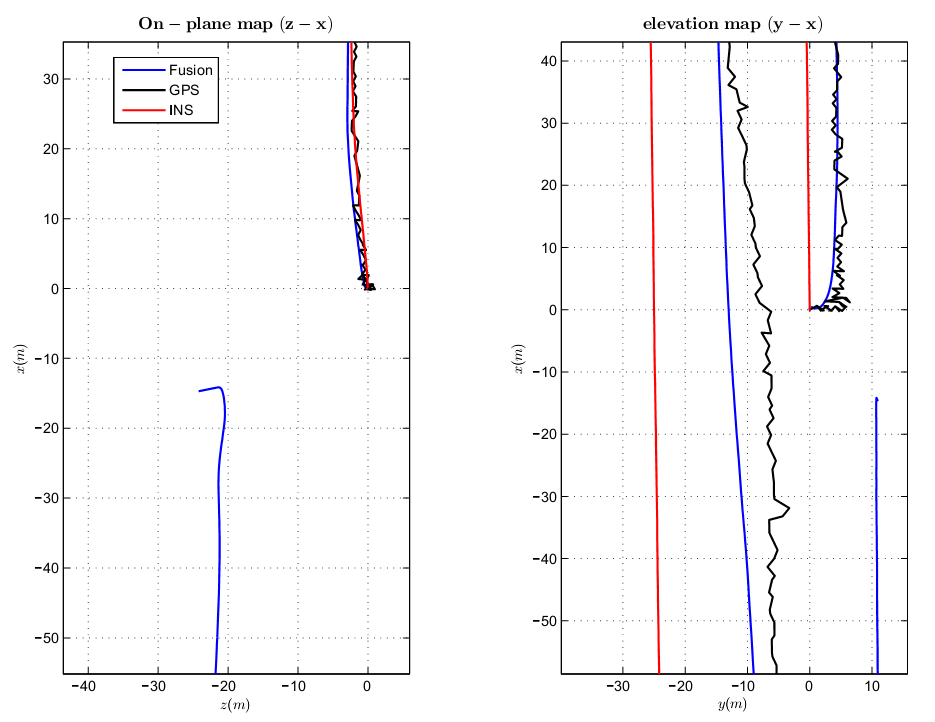 On – plane map (z – x)
Fusion
GPS
INS
30
20
10
0
−10
−20
−30
−40
−50
x(m)
−40 −30 −20 −10 0
z(m)
elevation map (y – x)
40
30
20
10
0
−10
−20
−30
−40
−50
x(m)
−30 −20 −10 0 10
y(m)